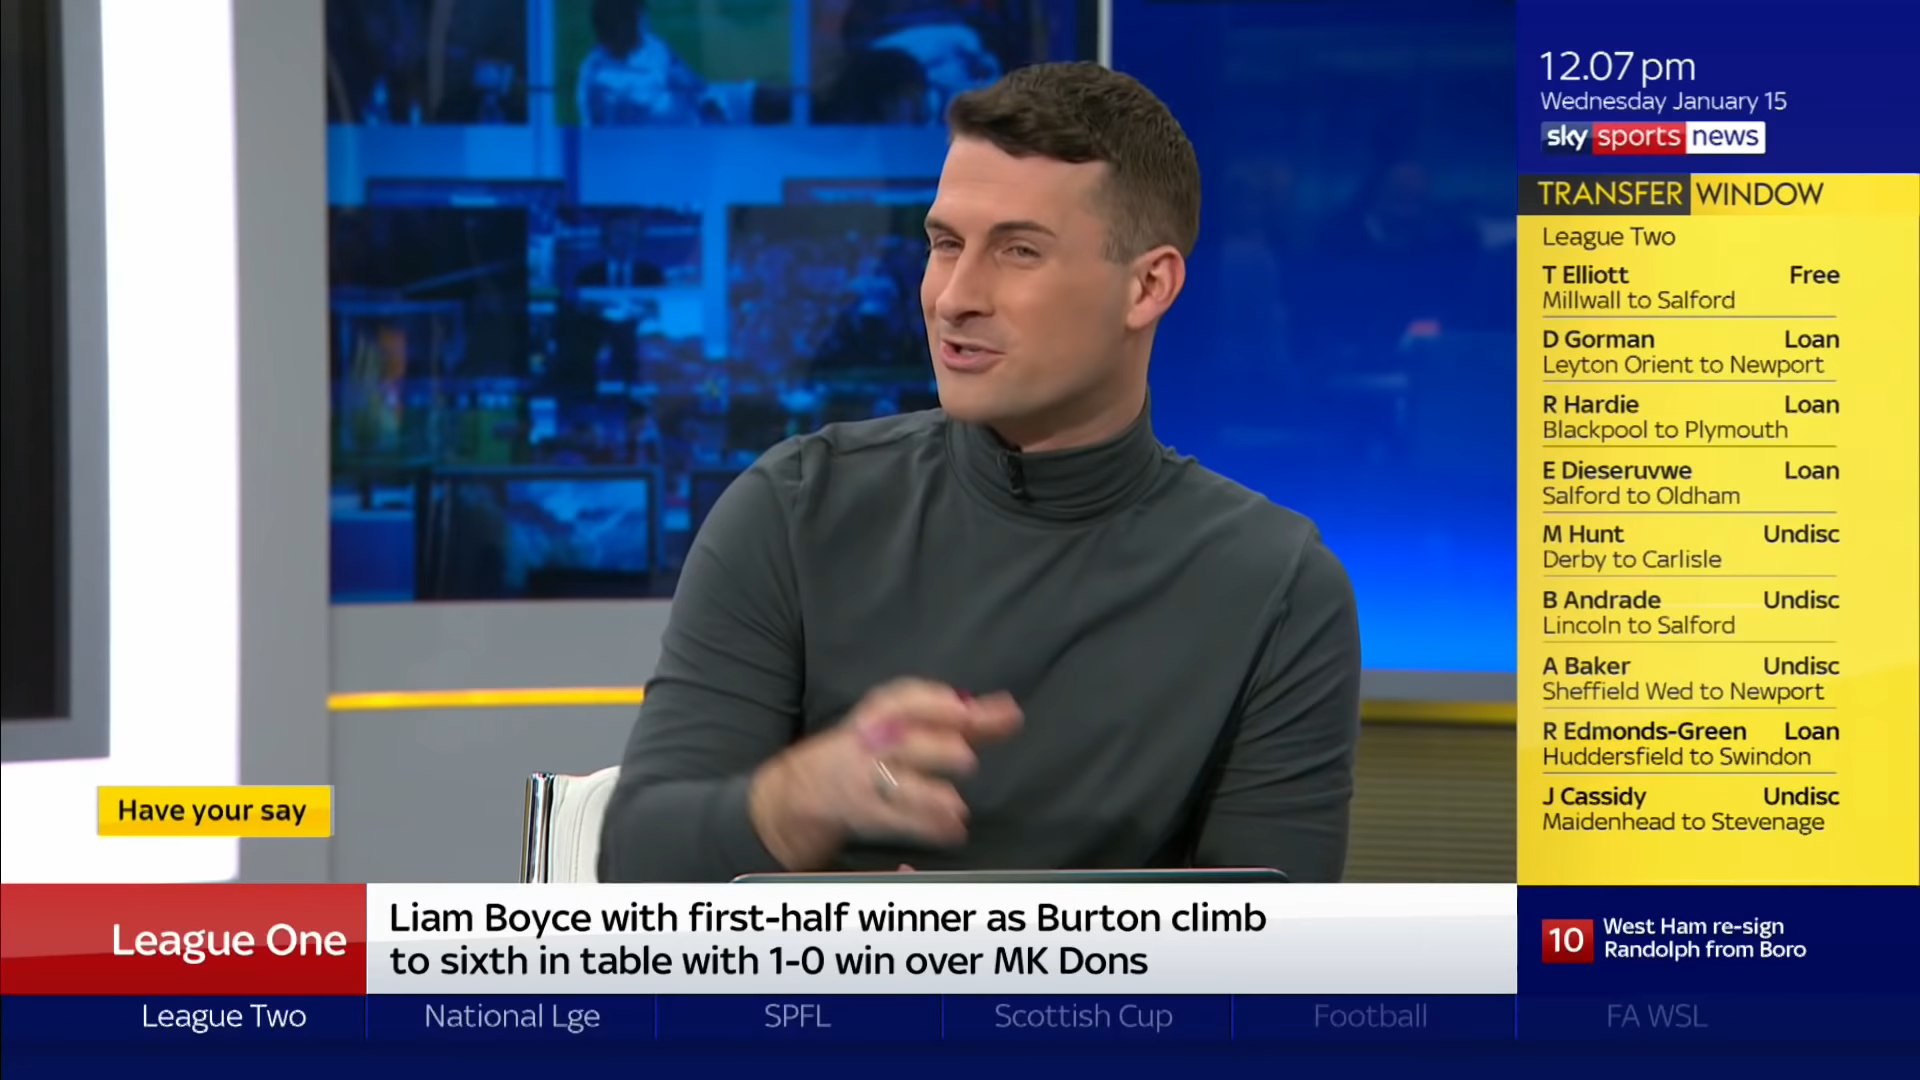 12.07 pm
Wednesday January 15
sky sports news
TRANSFER WINDOW
League Two
T Elliott Free
Millwall to Salford
D Gorman Loan
Leyton Orient to Newport
R Hardie Loan
Blackpool to Plymouth
E Dieseruvwe Loan
Salford to Oldham
M Hunt Undisc
Derby to Carlisle
B Andrade Undisc
Lincoln to Salford
A Baker Undisc
Sheffield Wed to Newport
R Edmonds-Green Loan
Huddersfield to Swindon
J Cassidy Undisc
Maidenhead to Stevenage
Have your say
League One
Liam Boyce with first-half winner as Burton climb
to sixth in table with 1-0 win over MK Dons
10
West Ham re-sign
Randolph from Boro
League Two National Lge SPFL Scottish Cup Football FA WSL